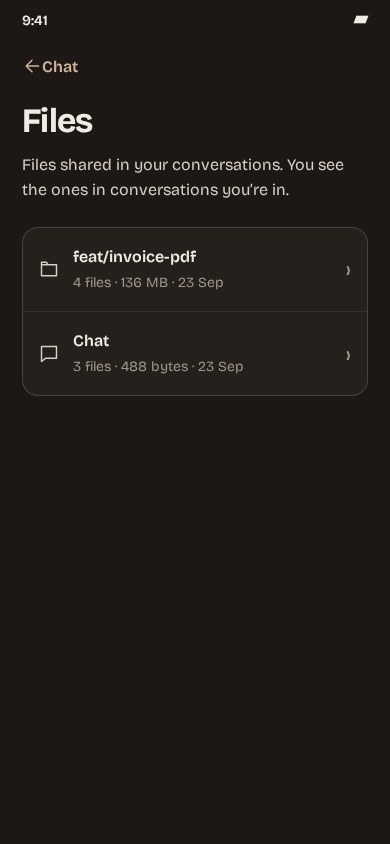 9:41
Chat
Files
Files shared in your conversations. You see
the ones in conversations you're in.
feat/invoice-pdf
4 files · 136 MB · 23 Sep
Chat
3 files · 488 bytes · 23 Sep